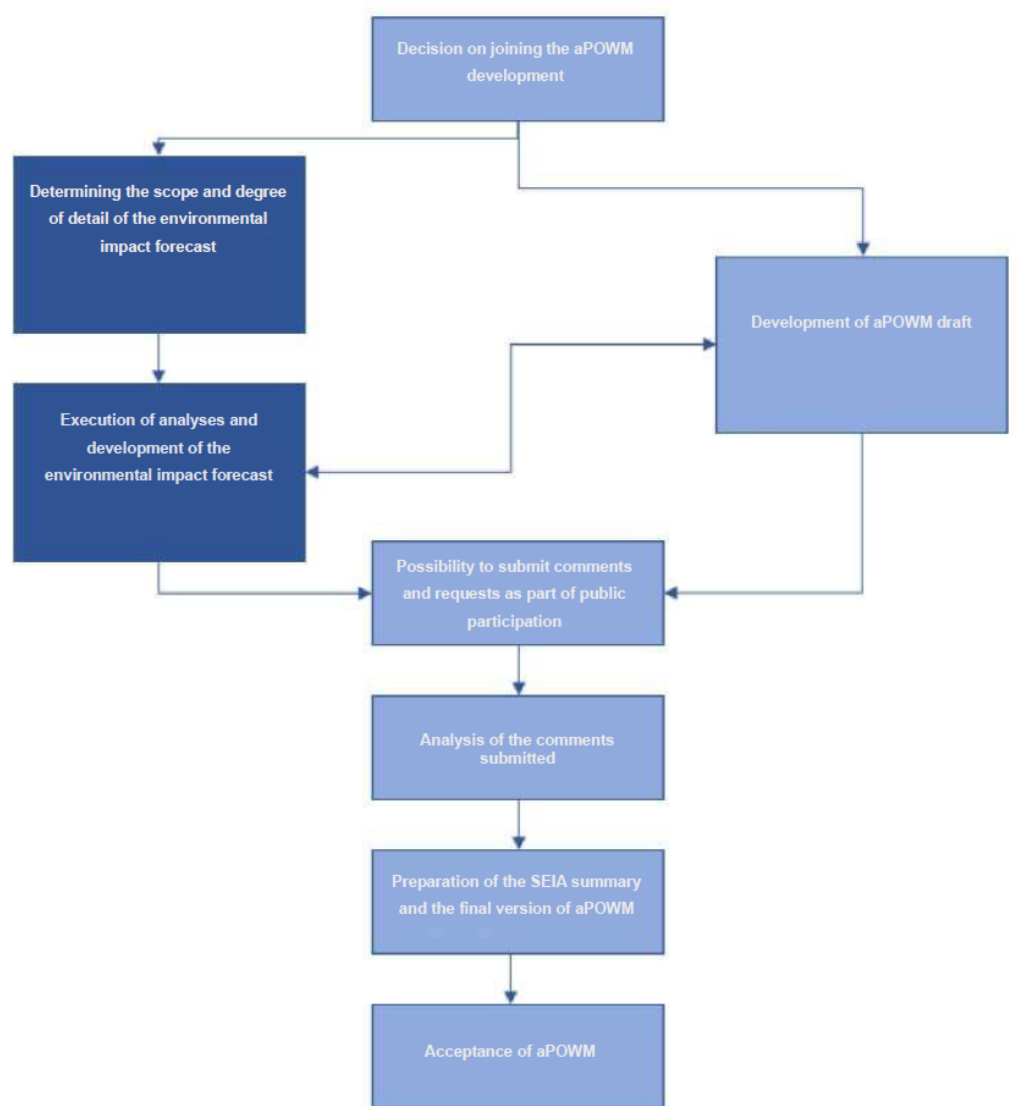 Decision on joining the aPOWM
development
Determining the scope and degree
of detail of the environmental
impact forecast
Development of aPOWM draft
Execution of analyses and
development of the
environmental impact forecast
Possibility to submit comments
and requests as part of public
participation
Analysis of the comments
submitted
Preparation of the SEIA summary
and the final version of aPOWM
Acceptance of aPOWM